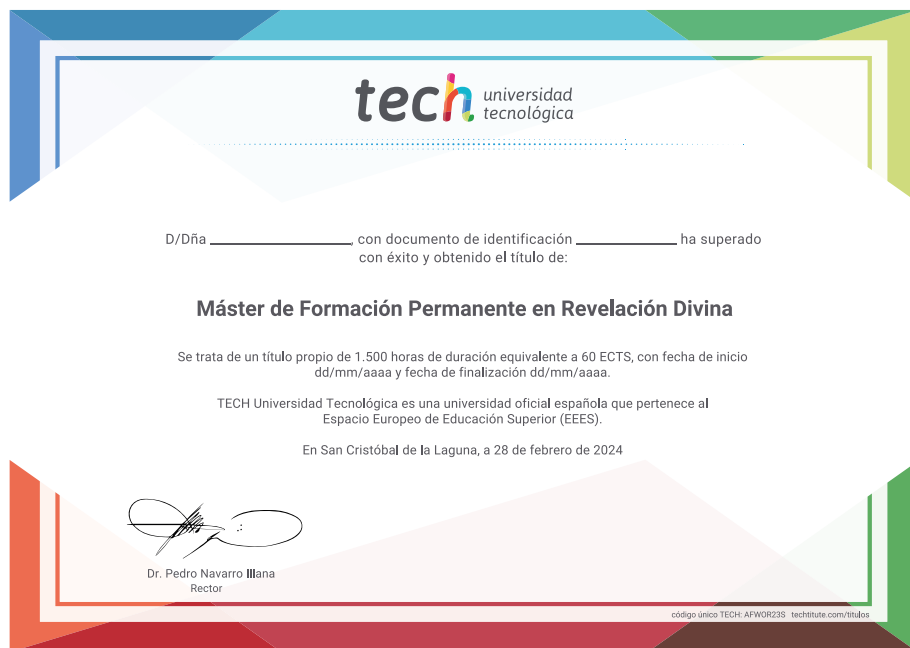 tech universidad
tecnológica
D/Dña ____________________, con documento de identificación ______________ ha superado
con éxito y obtenido el título de:
Máster de Formación Permanente en Revelación Divina
Se trata de un título propio de 1.500 horas de duración equivalente a 60 ECTS, con fecha de inicio
dd/mm/aaaa y fecha de finalización dd/mm/aaaa.
TECH Universidad Tecnológica es una universidad oficial española que pertenece al
Espacio Europeo de Educación Superior (EEES).
En San Cristóbal de la Laguna, a 28 de febrero de 2024
Dr. Pedro Navarro Illana
Rector
código único TECH: AFWOR23S techtitute.com/titulos